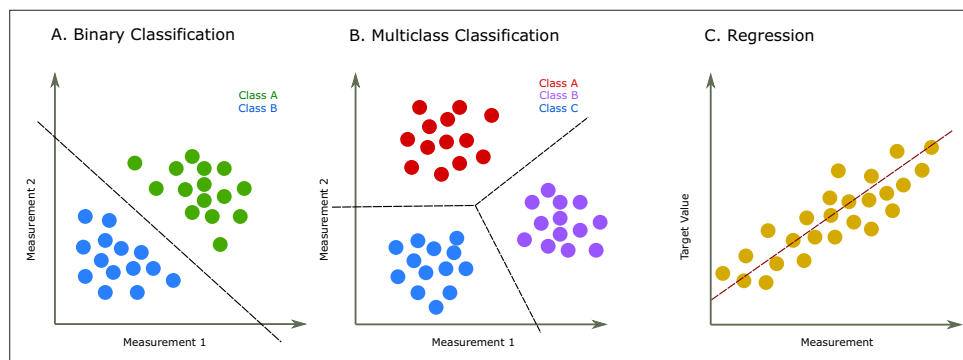 A. Binary Classification
Class A
Class B
Measurement 2
Measurement 1
B. Multiclass Classification
Class A
Class B
Class C
Measurement 2
Measurement 1
C. Regression
Target Value
Measurement